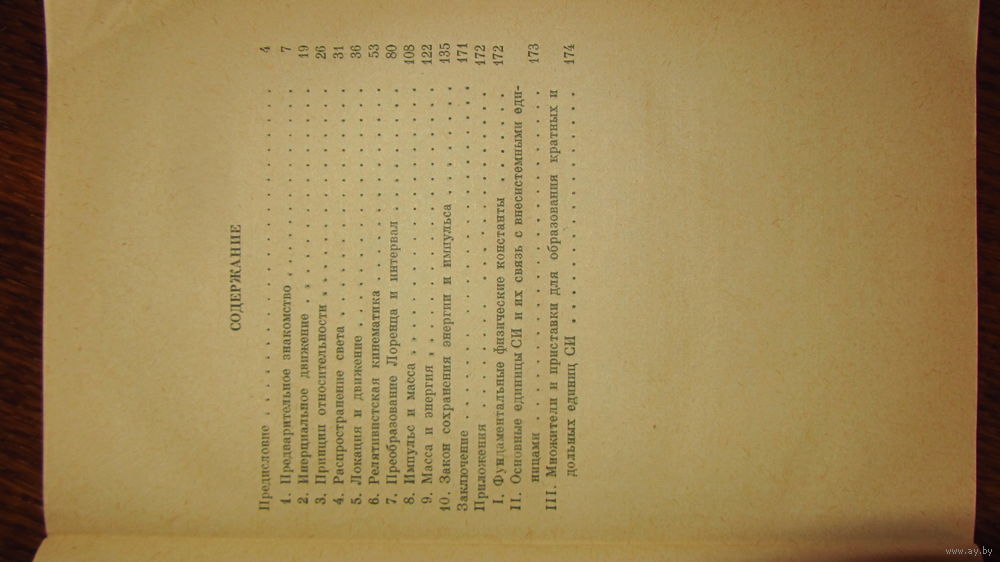 СОДЕРЖАНИЕ
Предисловие . . . . . . . . . . . . . . . . . 4
1. Предварительное знакомство . . . . . . . . . . . 7
2. Инерциальное движение . . . . . . . . . . . . . 19
3. Принцип относительности . . . . . . . . . . . . 26
4. Распространение света . . . . . . . . . . . . . 31
5. Локация и движение . . . . . . . . . . . . . . 36
6. Релятивистская кинематика . . . . . . . . . . . 53
7. Преобразование Лоренца и интервал . . . . . . . . 80
8. Импульс и масса . . . . . . . . . . . . . . . 108
9. Масса и энергия . . . . . . . . . . . . . . . 122
10. Закон сохранения энергии и импульса . . . . . . . 135
Заключение . . . . . . . . . . . . . . . . . 171
Приложения . . . . . . . . . . . . . . . . . 172
I. Фундаментальные физические константы . . . . . . 172
II. Основные единицы СИ и их связь с внесистемными еди-
ницами . . . . . . . . . . . . . . . . . . 173
III. Множители и приставки для образования кратных и
дольных единиц СИ . . . . . . . . . . . . . . 174
www.ay.by